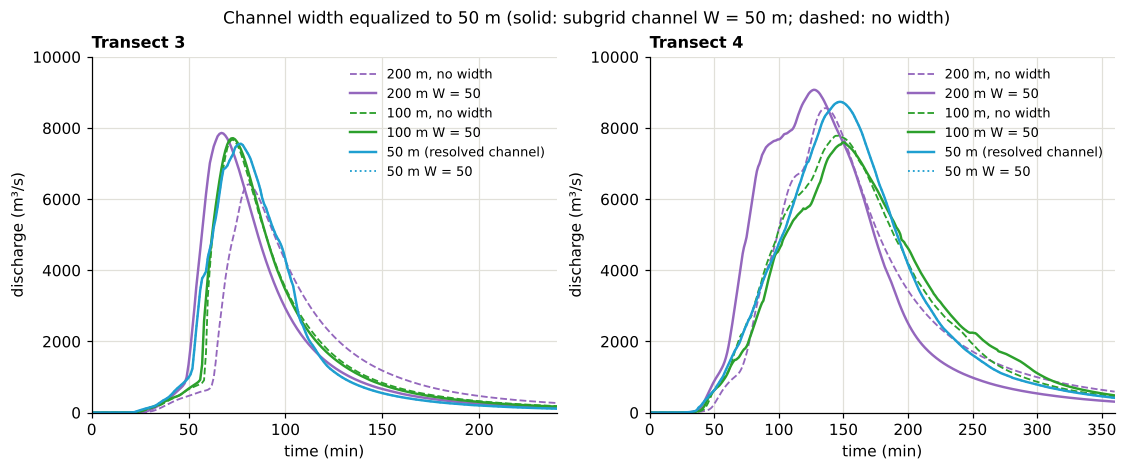 Channel width equalized to 50 m (solid: subgrid channel W = 50 m; dashed: no width)
Transect 3
10000
8000
6000
4000
2000
0
discharge (m³/s)
0 50 100 150 200
time (min)
200 m, no width
200 m W = 50
100 m, no width
100 m W = 50
50 m (resolved channel)
50 m W = 50
Transect 4
10000
8000
6000
4000
2000
0
discharge (m³/s)
0 50 100 150 200 250 300 350
time (min)
200 m, no width
200 m W = 50
100 m, no width
100 m W = 50
50 m (resolved channel)
50 m W = 50